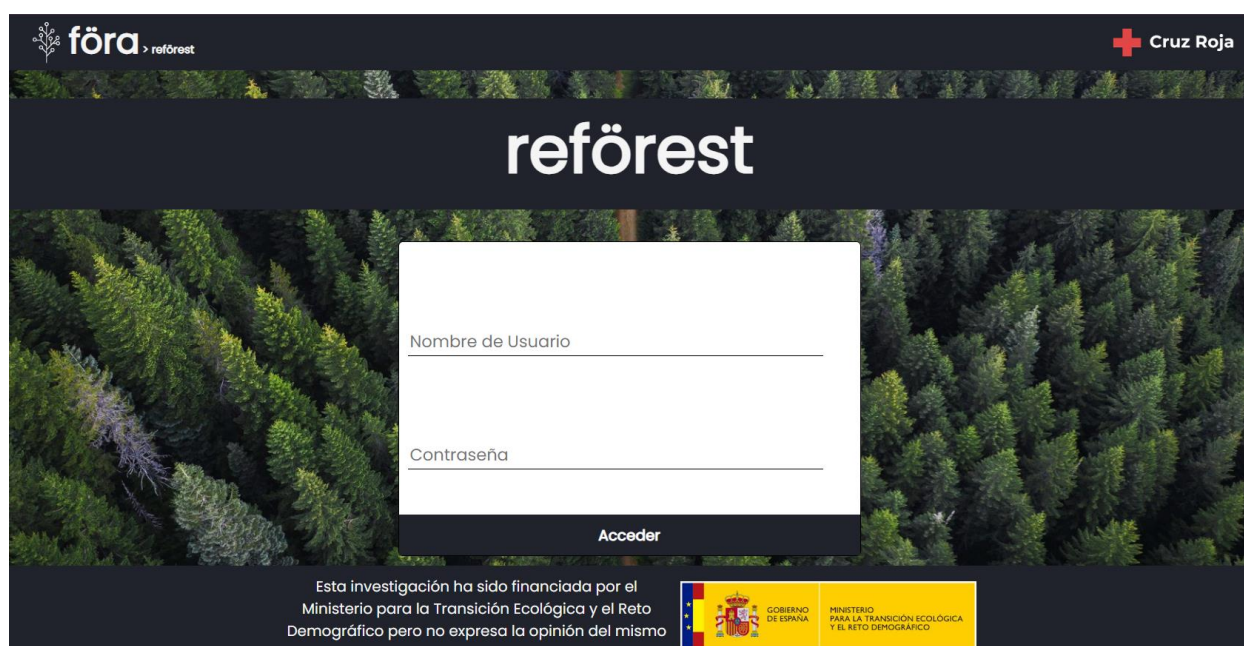 föra > reförest
Cruz Roja
reförest
Nombre de Usuario
Contraseña
Acceder
Esta investigación ha sido financiada por el
Ministerio para la Transición Ecológica y el Reto
Demográfico pero no expresa la opinión del mismo
GOBIERNO
DE ESPAÑA
MINISTERIO
PARA LA TRANSICIÓN ECOLÓGICA
Y EL RETO DEMOGRÁFICO